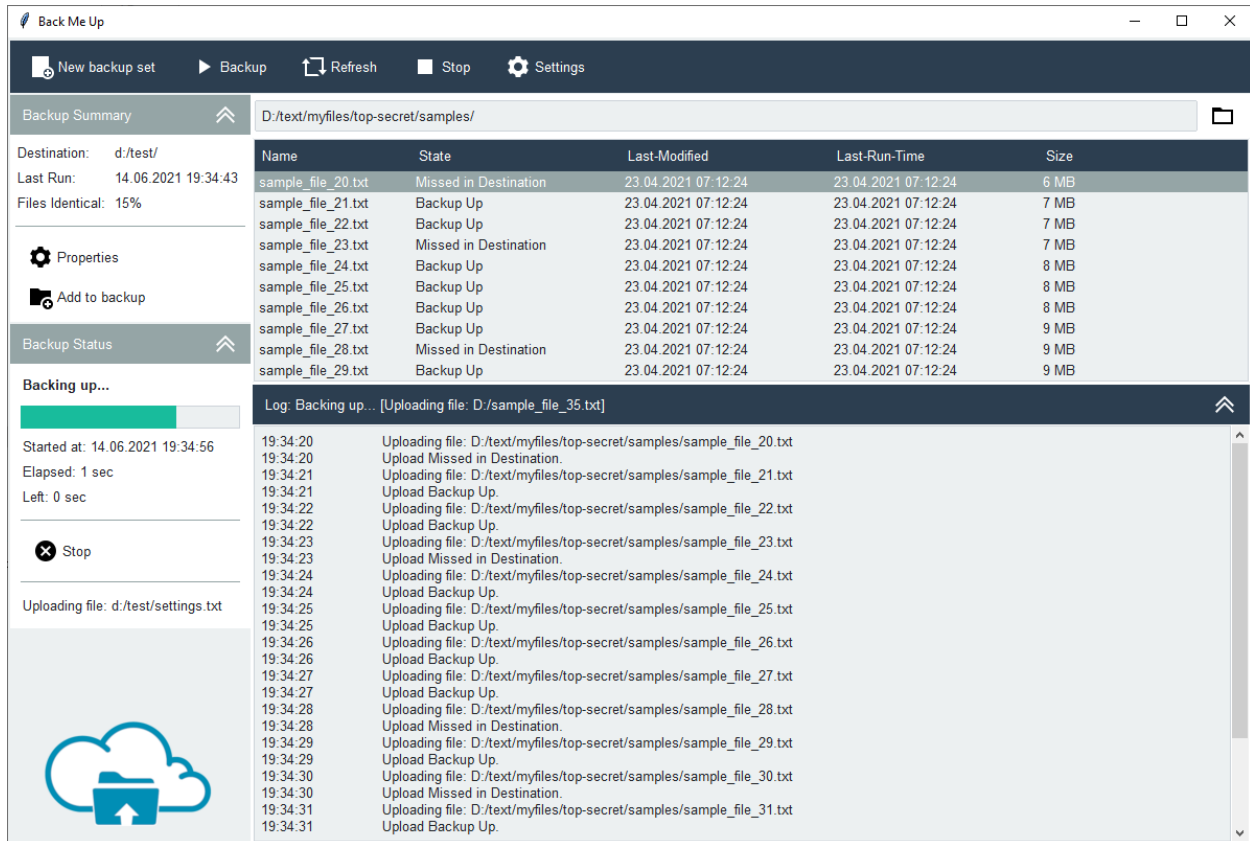 Back Me Up
New backup set Backup Refresh Stop Settings
Backup Summary
Destination: d:/test/
Last Run: 14.06.2021 19:34:43
Files Identical: 15%
Properties
Add to backup
Backup Status
Backing up...
Started at: 14.06.2021 19:34:56
Elapsed: 1 sec
Left: 0 sec
Stop
Uploading file: d:/test/settings.txt
D:/text/myfiles/top-secret/samples/
Name State Last-Modified Last-Run-Time Size
sample_file_20.txt Missed in Destination 23.04.2021 07:12:24 23.04.2021 07:12:24 6 MB
sample_file_21.txt Backup Up 23.04.2021 07:12:24 23.04.2021 07:12:24 7 MB
sample_file_22.txt Backup Up 23.04.2021 07:12:24 23.04.2021 07:12:24 7 MB
sample_file_23.txt Missed in Destination 23.04.2021 07:12:24 23.04.2021 07:12:24 7 MB
sample_file_24.txt Backup Up 23.04.2021 07:12:24 23.04.2021 07:12:24 8 MB
sample_file_25.txt Backup Up 23.04.2021 07:12:24 23.04.2021 07:12:24 8 MB
sample_file_26.txt Backup Up 23.04.2021 07:12:24 23.04.2021 07:12:24 8 MB
sample_file_27.txt Backup Up 23.04.2021 07:12:24 23.04.2021 07:12:24 9 MB
sample_file_28.txt Missed in Destination 23.04.2021 07:12:24 23.04.2021 07:12:24 9 MB
sample_file_29.txt Backup Up 23.04.2021 07:12:24 23.04.2021 07:12:24 9 MB
Log: Backing up... [Uploading file: D:/sample_file_35.txt]
19:34:20 Uploading file: D:/text/myfiles/top-secret/samples/sample_file_20.txt
19:34:20 Upload Missed in Destination.
19:34:21 Uploading file: D:/text/myfiles/top-secret/samples/sample_file_21.txt
19:34:21 Upload Backup Up.
19:34:22 Uploading file: D:/text/myfiles/top-secret/samples/sample_file_22.txt
19:34:22 Upload Backup Up.
19:34:23 Uploading file: D:/text/myfiles/top-secret/samples/sample_file_23.txt
19:34:23 Upload Missed in Destination.
19:34:24 Uploading file: D:/text/myfiles/top-secret/samples/sample_file_24.txt
19:34:24 Upload Backup Up.
19:34:25 Uploading file: D:/text/myfiles/top-secret/samples/sample_file_25.txt
19:34:25 Upload Backup Up.
19:34:26 Uploading file: D:/text/myfiles/top-secret/samples/sample_file_26.txt
19:34:26 Upload Backup Up.
19:34:27 Uploading file: D:/text/myfiles/top-secret/samples/sample_file_27.txt
19:34:27 Upload Backup Up.
19:34:28 Uploading file: D:/text/myfiles/top-secret/samples/sample_file_28.txt
19:34:28 Upload Missed in Destination.
19:34:29 Uploading file: D:/text/myfiles/top-secret/samples/sample_file_29.txt
19:34:29 Upload Backup Up.
19:34:30 Uploading file: D:/text/myfiles/top-secret/samples/sample_file_30.txt
19:34:30 Upload Missed in Destination.
19:34:31 Uploading file: D:/text/myfiles/top-secret/samples/sample_file_31.txt
19:34:31 Upload Backup Up.